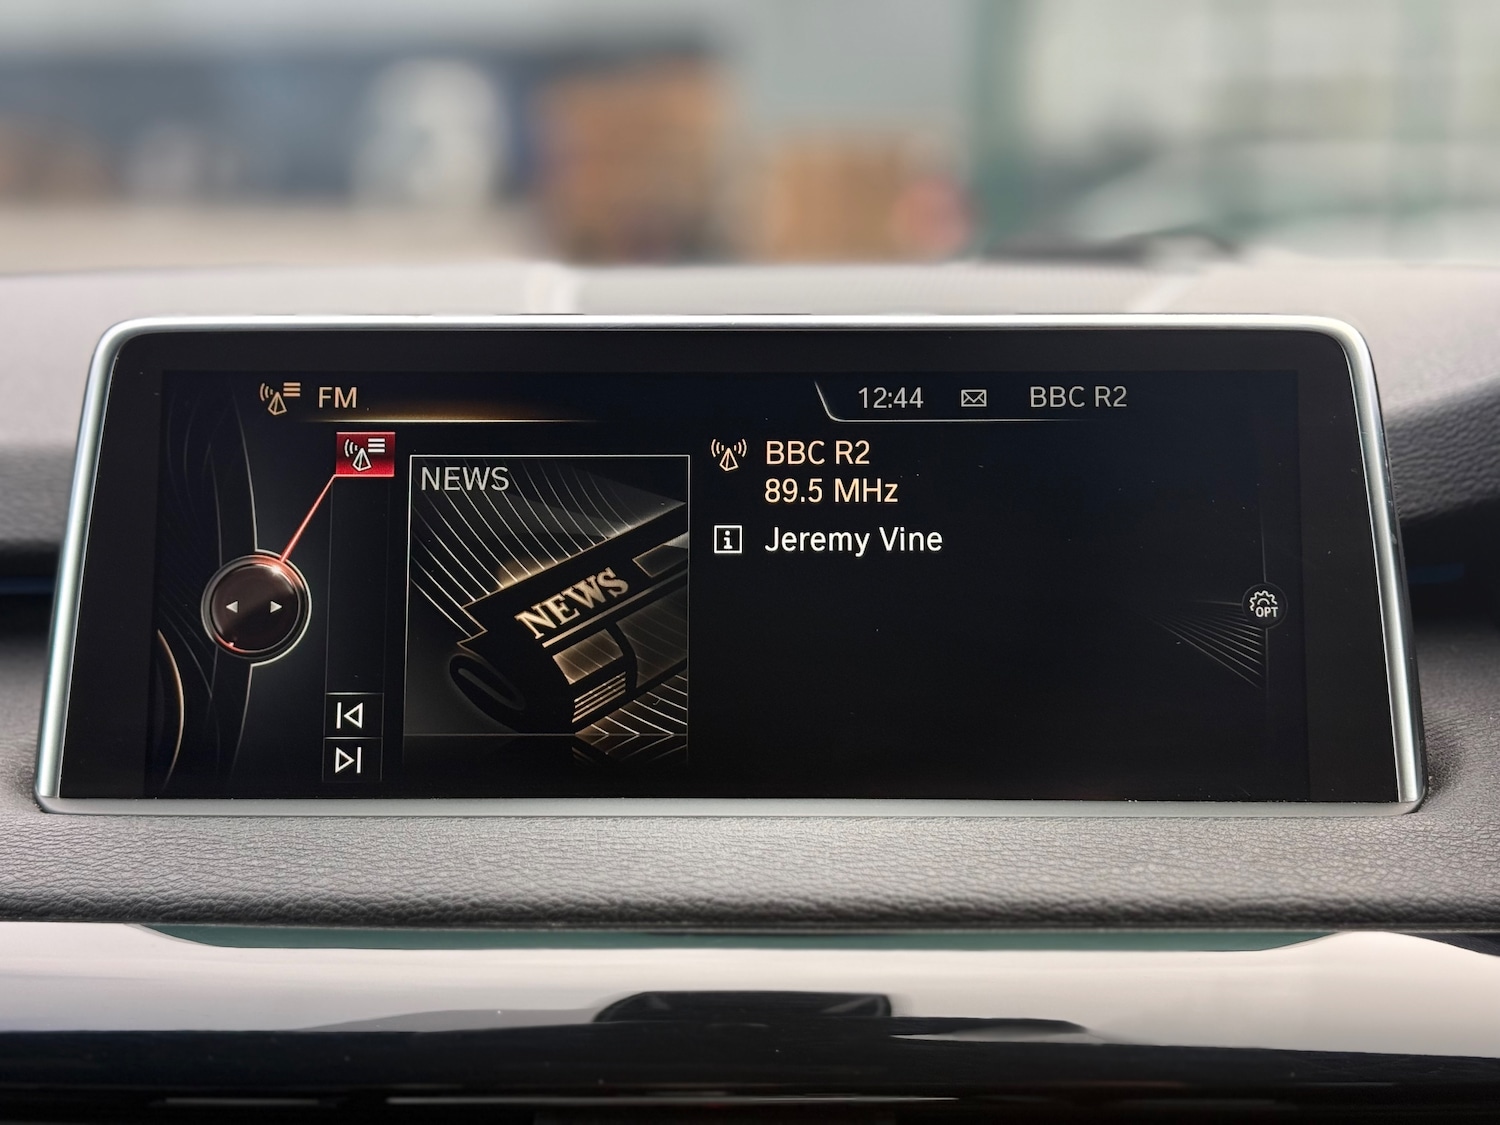 FM
12:44 BBC R2
NEWS
NEWS
BBC R2
89.5 MHz
Jeremy Vine
OPT